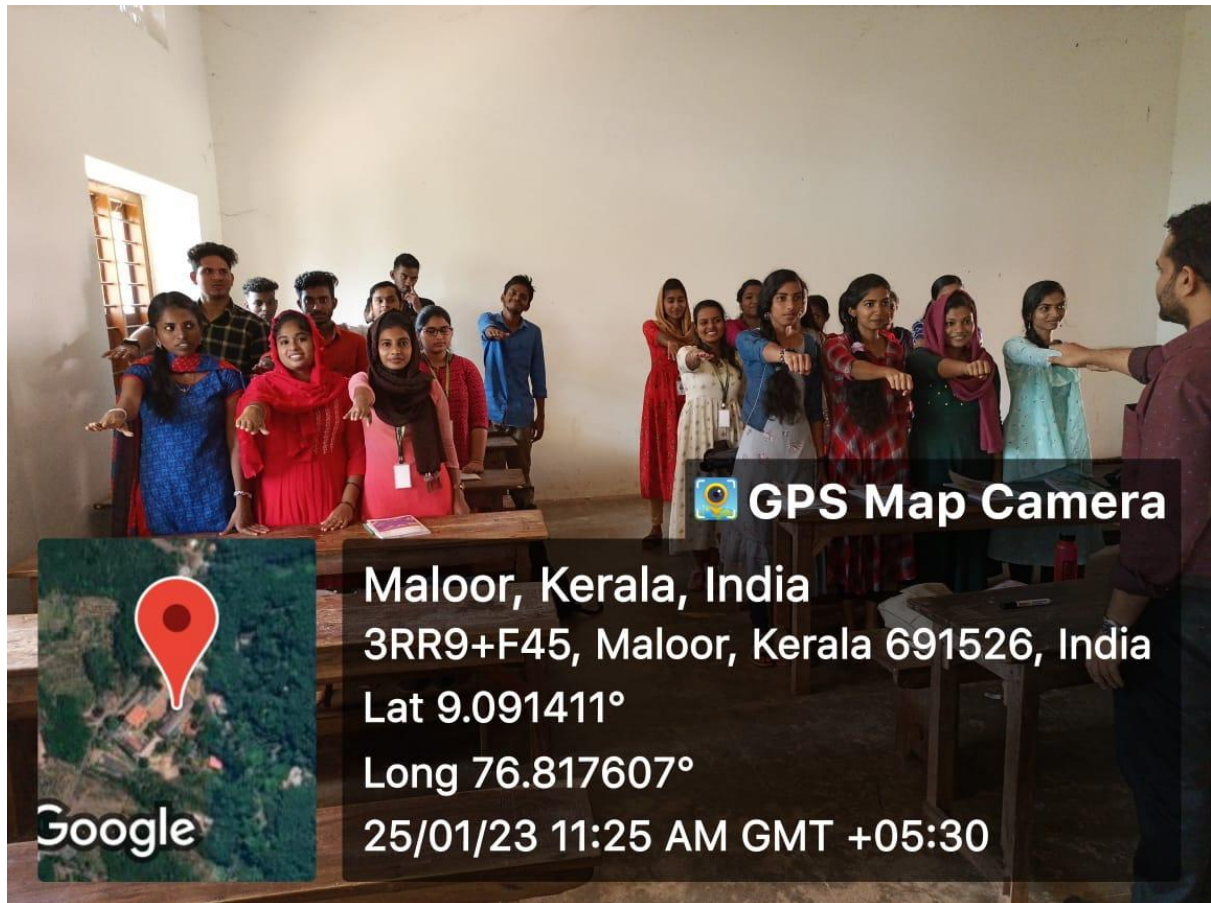 GPS Map Camera
Maloor, Kerala, India
3RR9+F45, Maloor, Kerala 691526, India
Lat 9.091411°
Long 76.817607°
25/01/23 11:25 AM GMT +05:30
Google